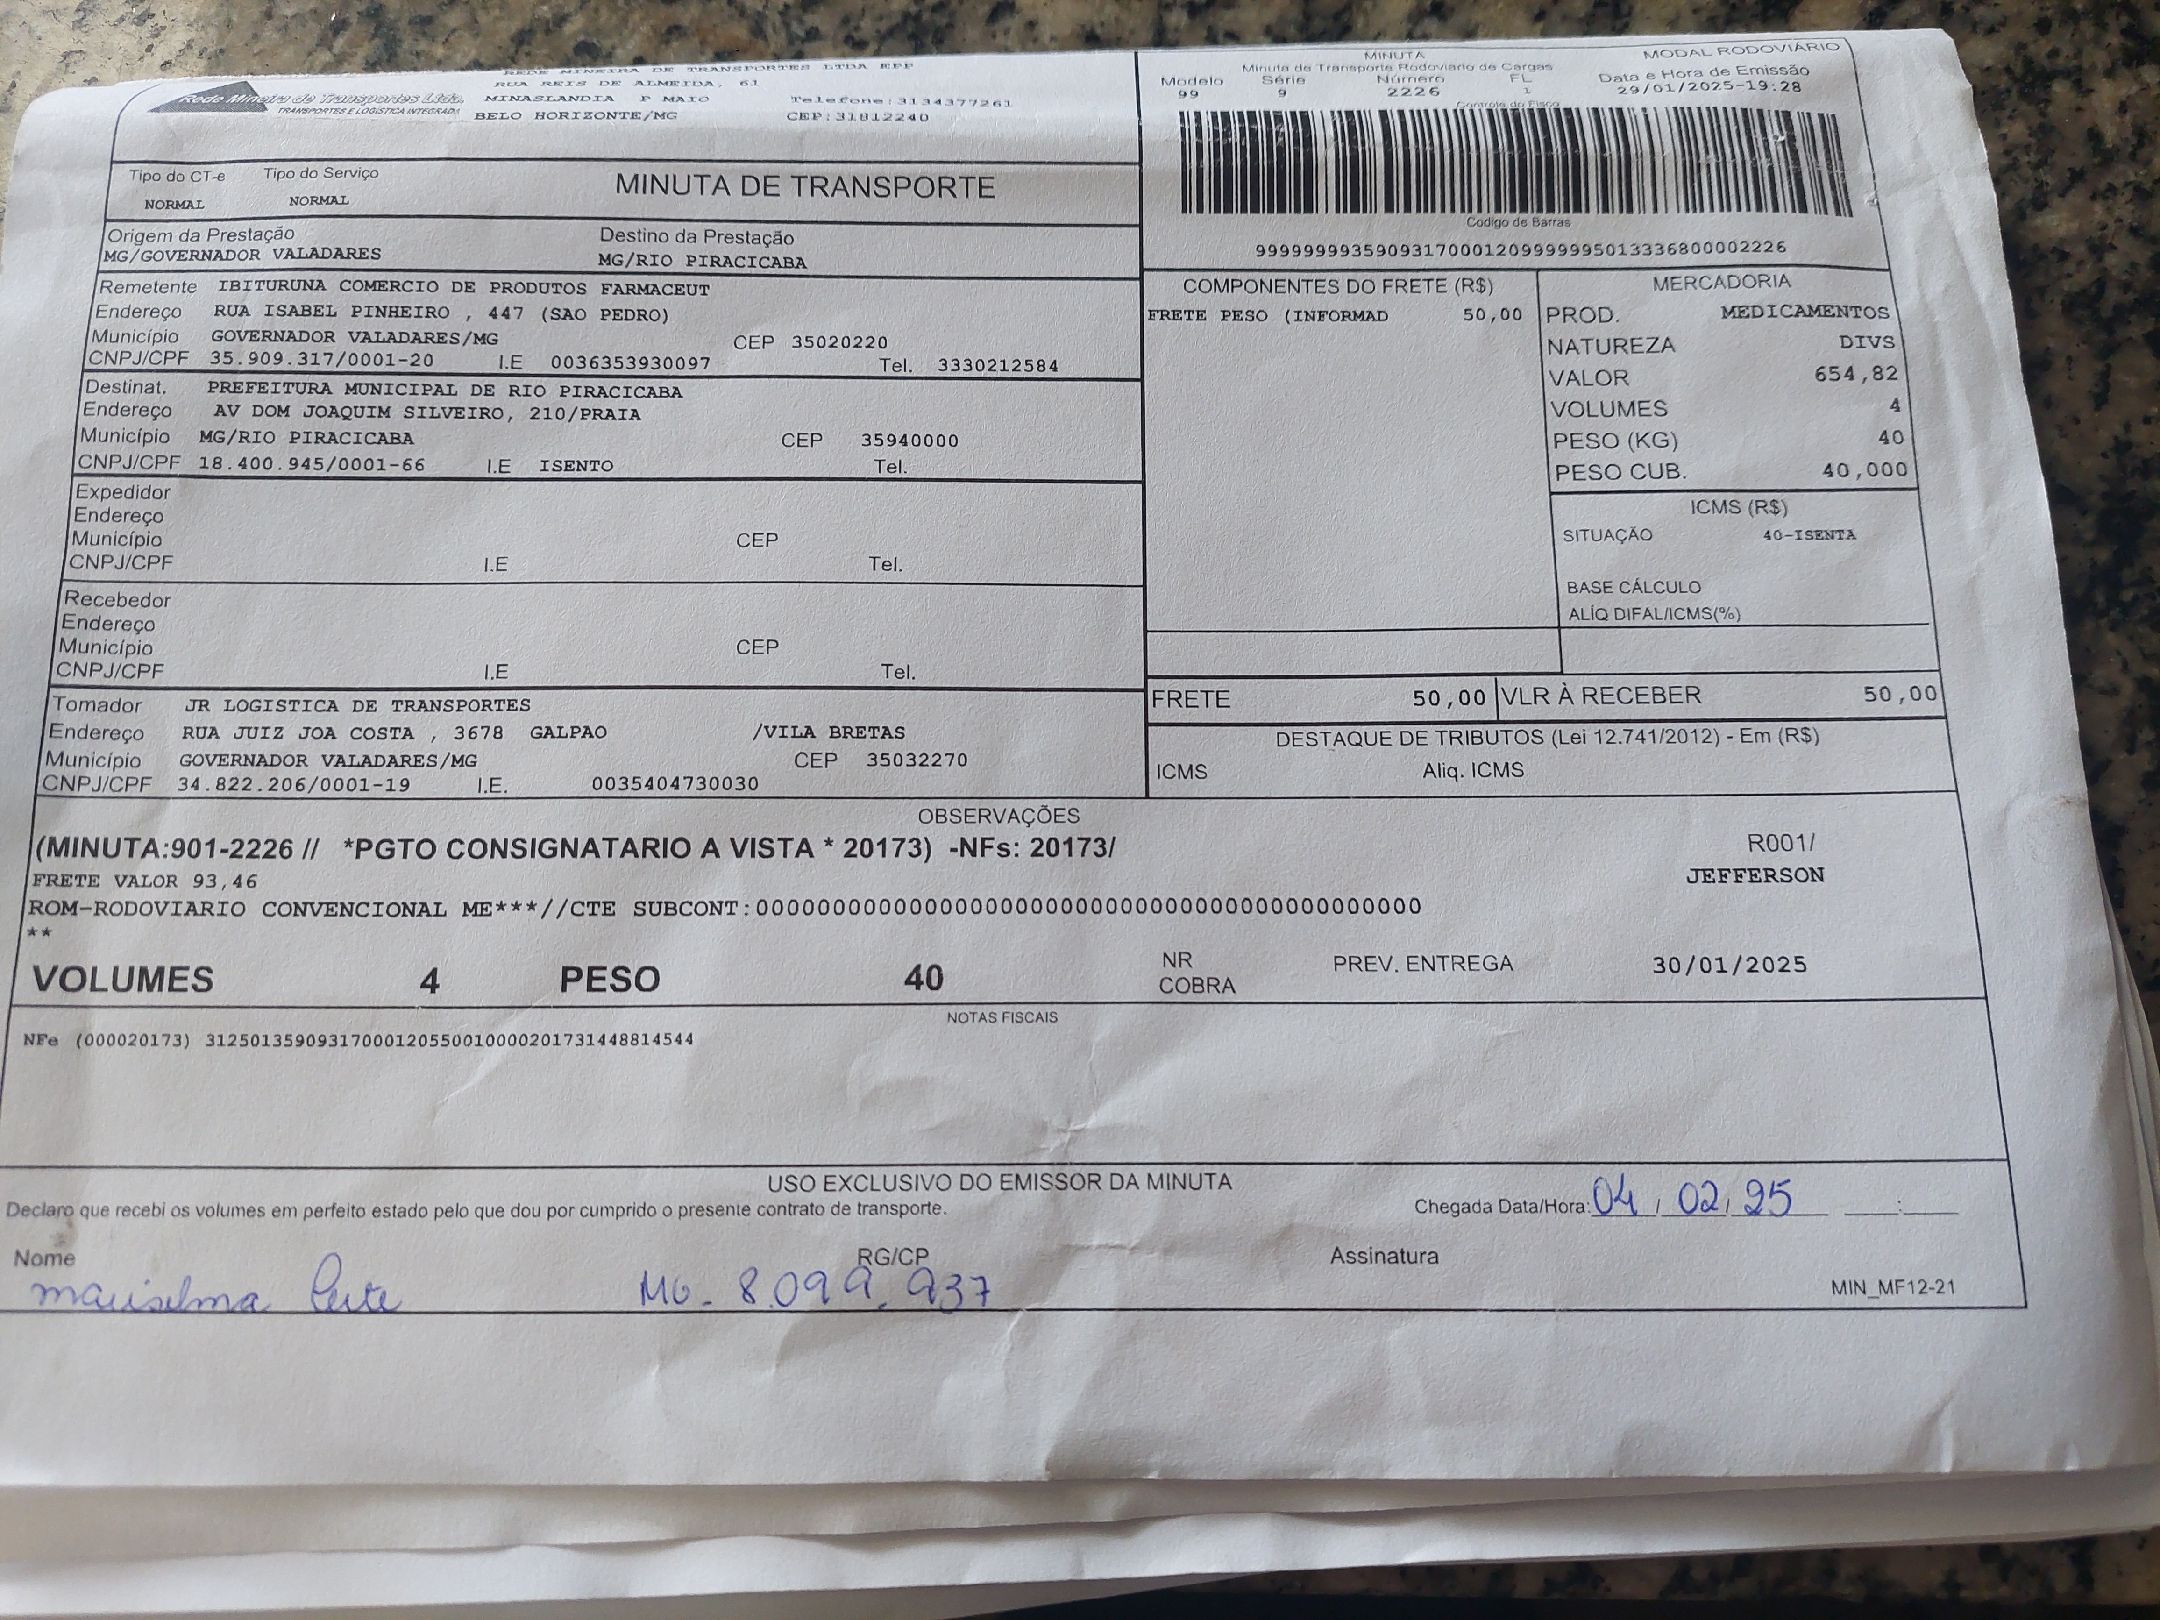 Rede Mineira de Transportes Ltda.
TRANSPORTES E LOGÍSTICA INTEGRADA
REDE MINEIRA DE TRANSPORTES LTDA EPP
RUA REIS DE ALMEIDA, 61
MINASLANDIA P MAIO Telefone:3134377261
BELO HORIZONTE/MG CEP:31812240
MINUTA MODAL RODOVIÁRIO
Minuta de Transporte Rodoviario de Cargas
Modelo Série Número FL Data e Hora de Emissão
99 9 2226 1 29/01/2025-19:28
Controle do Fisco
Codigo de Barras
999999993590931700012099999995013336800002226
Tipo do CT-e Tipo do Serviço MINUTA DE TRANSPORTE
NORMAL NORMAL
Origem da Prestação Destino da Prestação
MG/GOVERNADOR VALADARES MG/RIO PIRACICABA
Remetente IBITURUNA COMERCIO DE PRODUTOS FARMACEUT
Endereço RUA ISABEL PINHEIRO , 447 (SAO PEDRO)
Município GOVERNADOR VALADARES/MG CEP 35020220
CNPJ/CPF 35.909.317/0001-20 I.E 0036353930097 Tel. 3330212584
Destinat. PREFEITURA MUNICIPAL DE RIO PIRACICABA
Endereço AV DOM JOAQUIM SILVEIRO, 210/PRAIA
Município MG/RIO PIRACICABA CEP 35940000
CNPJ/CPF 18.400.945/0001-66 I.E ISENTO Tel.
Expedidor
Endereço
Município CEP
CNPJ/CPF I.E Tel.
Recebedor
Endereço
Município CEP
CNPJ/CPF I.E Tel.
Tomador JR LOGISTICA DE TRANSPORTES
Endereço RUA JUIZ JOA COSTA , 3678 GALPAO /VILA BRETAS
Município GOVERNADOR VALADARES/MG CEP 35032270
CNPJ/CPF 34.822.206/0001-19 I.E. 0035404730030
COMPONENTES DO FRETE (R$)
FRETE PESO (INFORMAD 50,00
MERCADORIA
PROD. MEDICAMENTOS
NATUREZA DIVS
VALOR 654,82
VOLUMES 4
PESO (KG) 40
PESO CUB. 40,000
ICMS (R$)
SITUAÇÃO 40-ISENTA
BASE CÁLCULO
ALÍQ DIFAL/ICMS(%)
FRETE 50,00 VLR À RECEBER 50,00
DESTAQUE DE TRIBUTOS (Lei 12.741/2012) - Em (R$)
ICMS Aliq. ICMS
OBSERVAÇÕES
(MINUTA:901-2226 // *PGTO CONSIGNATARIO A VISTA * 20173) -NFs: 20173/ R001/
FRETE VALOR 93,46 JEFFERSON
ROM-RODOVIARIO CONVENCIONAL ME***//CTE SUBCONT:00000000000000000000000000000000000000000000
**
VOLUMES 4 PESO 40 NR COBRA PREV. ENTREGA 30/01/2025
NOTAS FISCAIS
NFe (000020173) 31250135909317000120550010000201731448814544
USO EXCLUSIVO DO EMISSOR DA MINUTA
Declaro que recebi os volumes em perfeito estado pelo que dou por cumprido o presente contrato de transporte. Chegada Data/Hora: 04/02/25 :
Nome RG/CP Assinatura
Mariselma Leite MG-8.099.937 MIN_MF12-21